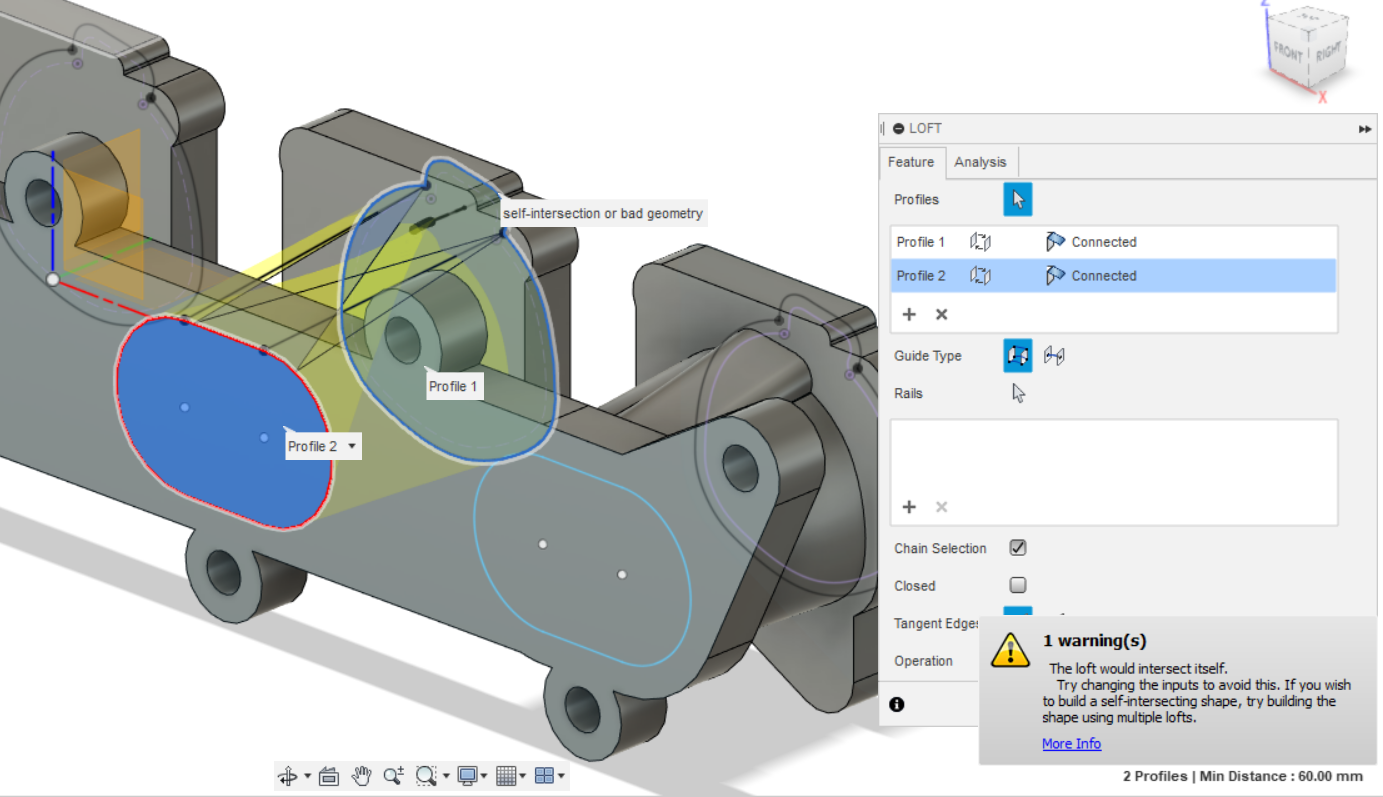 Z
FRONT
RIGHT
X
LOFT
Feature
Analysis
Profiles
self-intersection or bad geometry
Profile 1
Connected
Profile 2
Connected
Guide Type
Profile 1
Rails
Profile 2
Chain Selection
Closed
Tangent Edges
Operation
1 warning(s)
The loft would intersect itself.
Try changing the inputs to avoid this. If you wish
to build a self-intersecting shape, try building the
shape using multiple lofts.
More Info
2 Profiles | Min Distance : 60.00 mm